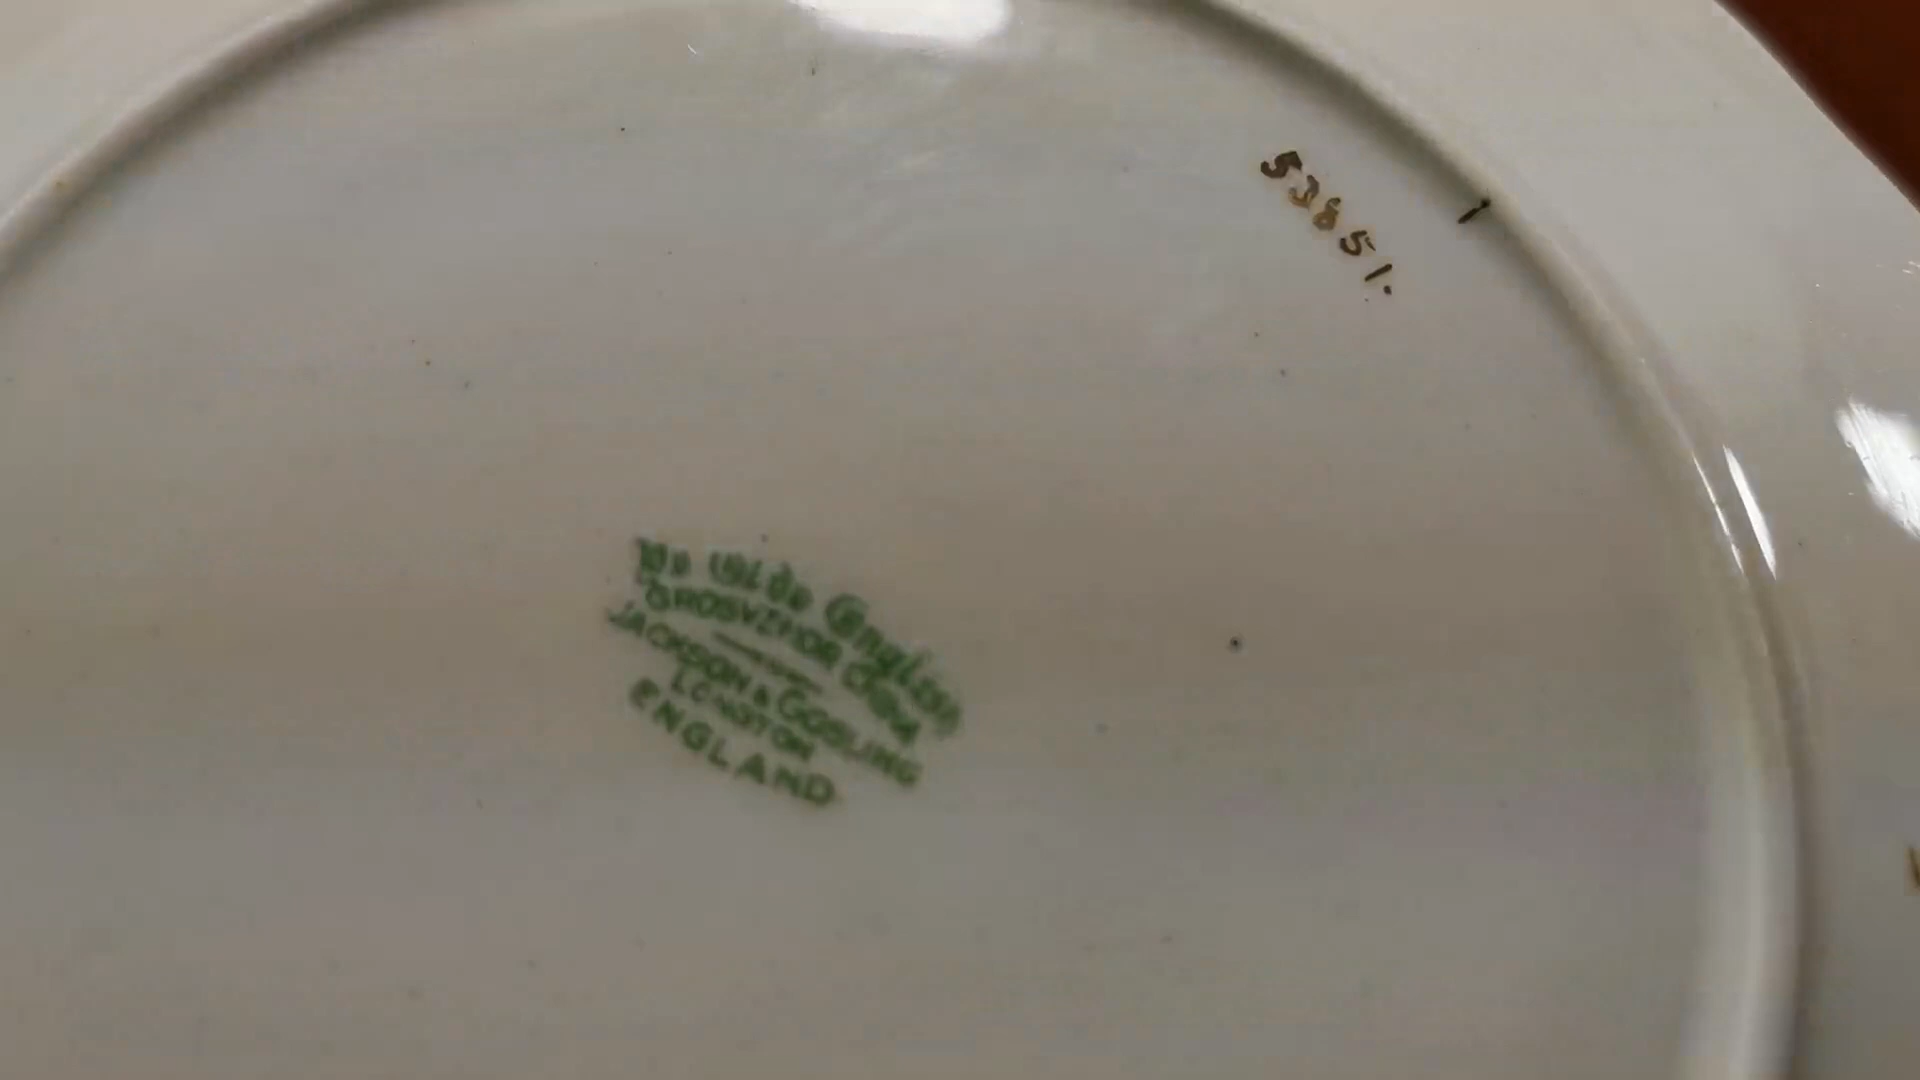 53851.
Ye Olde English
GROSVENOR CHINA
JACKSON & GOSLING
LONGTON
ENGLAND